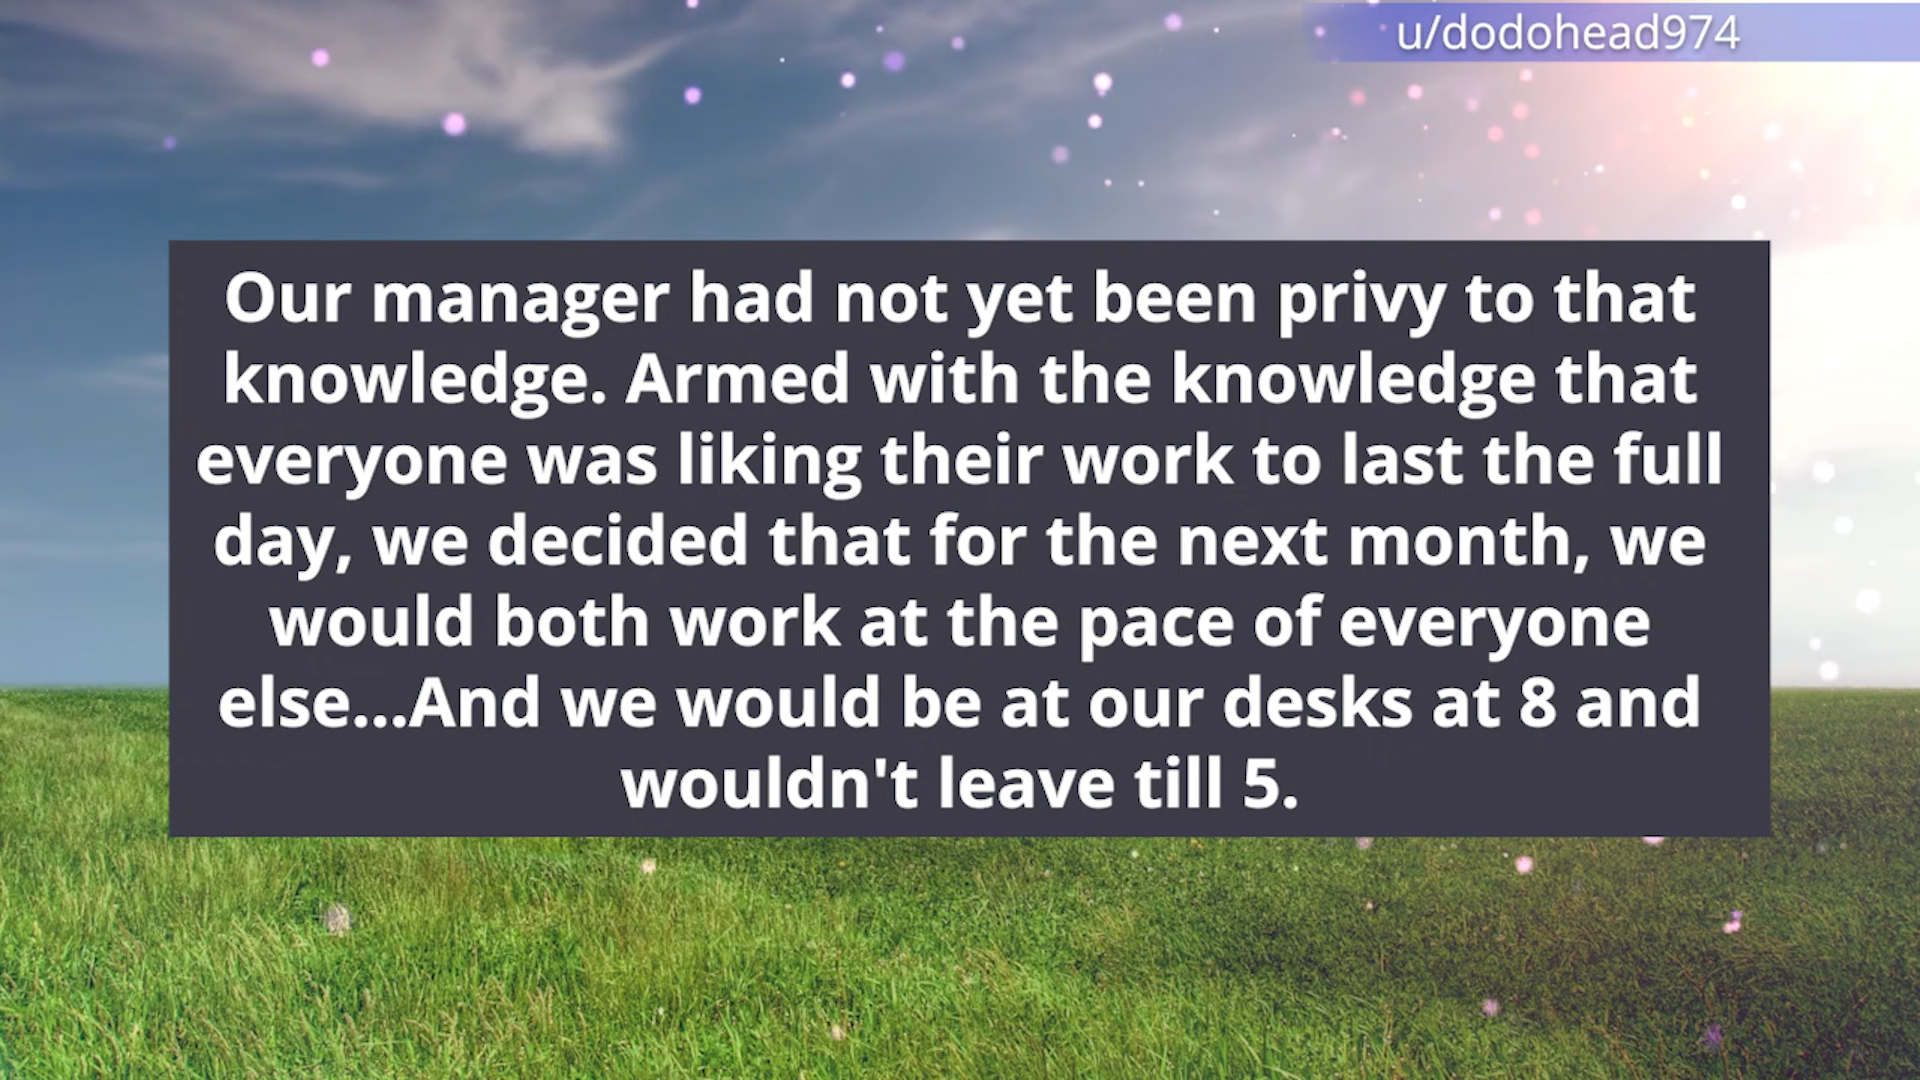 u/dodohead974
Our manager had not yet been privy to that
knowledge. Armed with the knowledge that
everyone was liking their work to last the full
day, we decided that for the next month, we
would both work at the pace of everyone
else...And we would be at our desks at 8 and
wouldn't leave till 5.